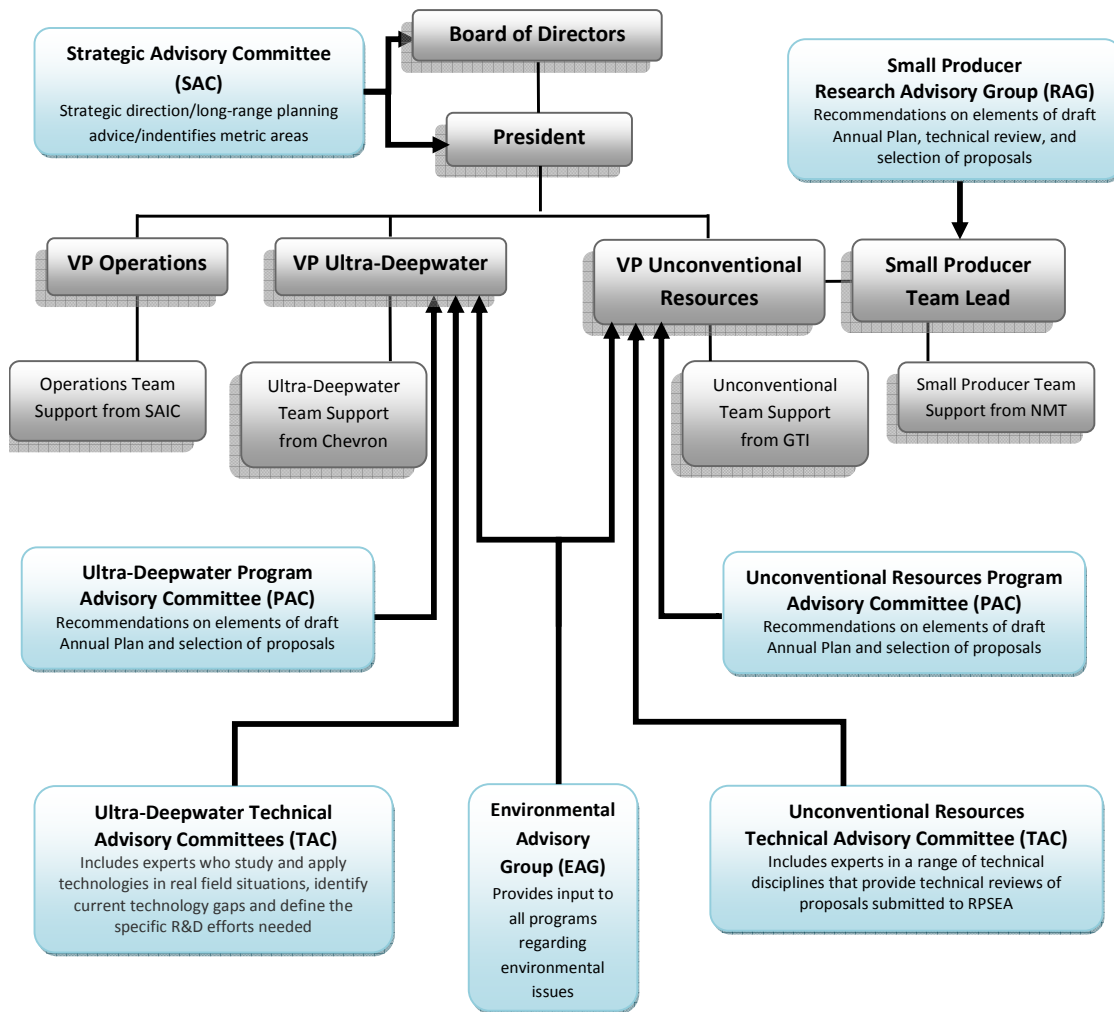 Board of Directors
Strategic Advisory Committee
(SAC)
Strategic direction/long-range planning
advice/indentifies metric areas
President
Small Producer
Research Advisory Group (RAG)
Recommendations on elements of draft
Annual Plan, technical review, and
selection of proposals
VP Operations
VP Ultra-Deepwater
VP Unconventional
Resources
Small Producer
Team Lead
Operations Team
Support from SAIC
Ultra-Deepwater
Team Support
from Chevron
Unconventional
Team Support
from GTI
Small Producer Team
Support from NMT
Ultra-Deepwater Program
Advisory Committee (PAC)
Recommendations on elements of draft
Annual Plan and selection of proposals
Unconventional Resources Program
Advisory Committee (PAC)
Recommendations on elements of draft
Annual Plan and selection of proposals
Ultra-Deepwater Technical
Advisory Committees (TAC)
Includes experts who study and apply
technologies in real field situations, identify
current technology gaps and define the
specific R&D efforts needed
Environmental
Advisory
Group (EAG)
Provides input to
all programs
regarding
environmental
issues
Unconventional Resources
Technical Advisory Committee (TAC)
Includes experts in a range of technical
disciplines that provide technical reviews of
proposals submitted to RPSEA